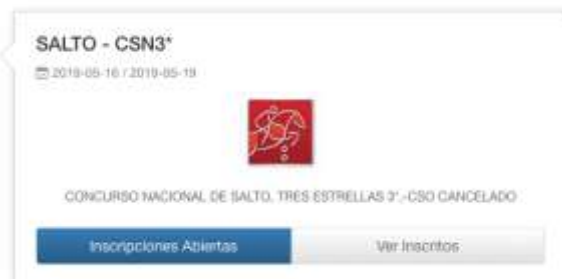 SALTO - CSN3*
2019-05-16 / 2019-05-19
CONCURSO NACIONAL DE SALTO, TRES ESTRELLAS 3*.-CSO CANCELADO
Inscripciones Abiertas
Ver Inscritos